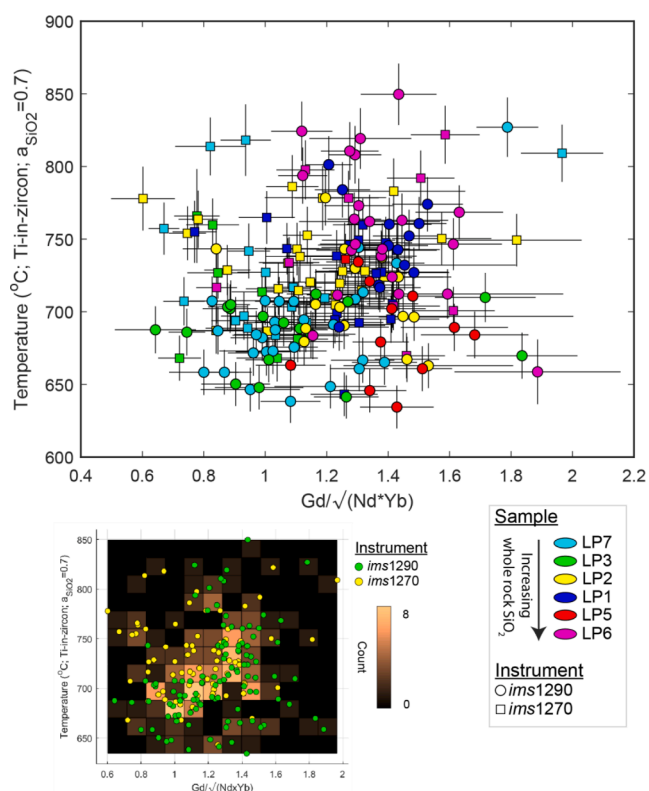 900
850
800
750
700
650
600
Temperature (°C; Ti-in-zircon; aSiO2=0.7)
0.4 0.6 0.8 1.0 1.2 1.4 1.6 1.8 2.0 2.2
Gd/√(Nd*Yb)
850
800
750
700
650
Temperature (°C; Ti-in-zircon; aSiO2=0.7)
0.6 0.8 1 1.2 1.4 1.6 1.8 2
Gd/√(NdxYb)
Instrument
ims1290
ims1270
8
Count
0
Sample
Increasing
whole rock SiO2
LP7
LP3
LP2
LP1
LP5
LP6
Instrument
ims1290
ims1270